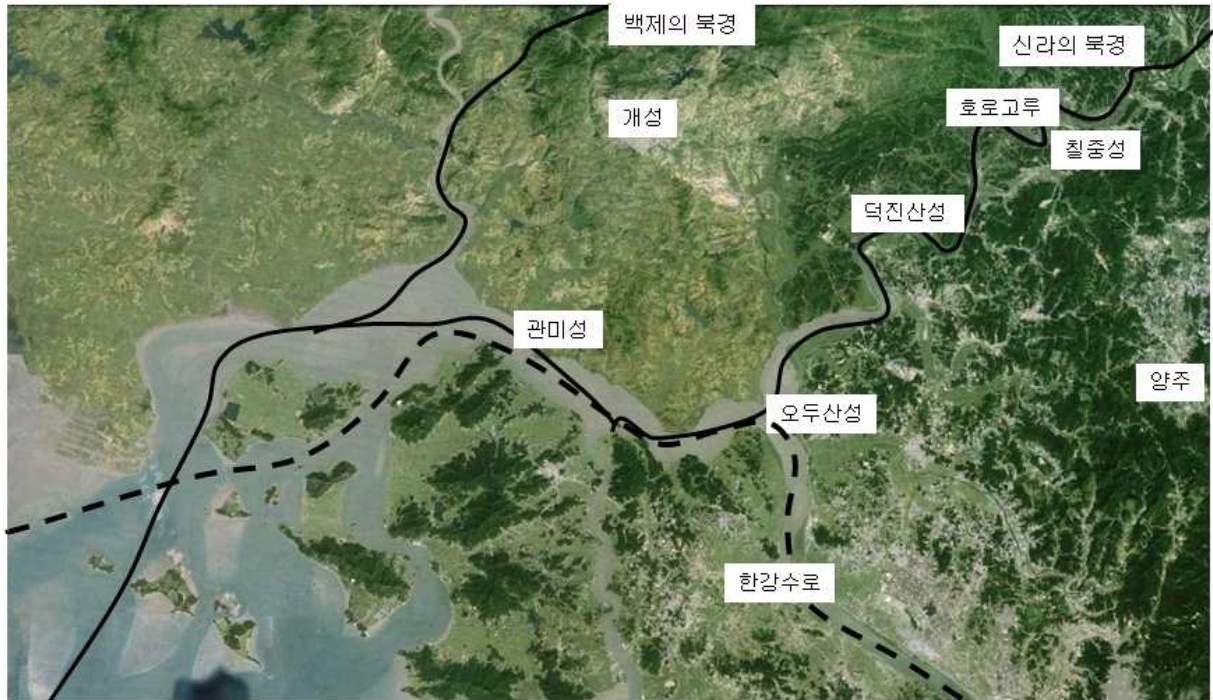 백제의 북경
신라의 북경
개성
호로고루
칠중성
덕진산성
관미성
양주
오두산성
한강수로